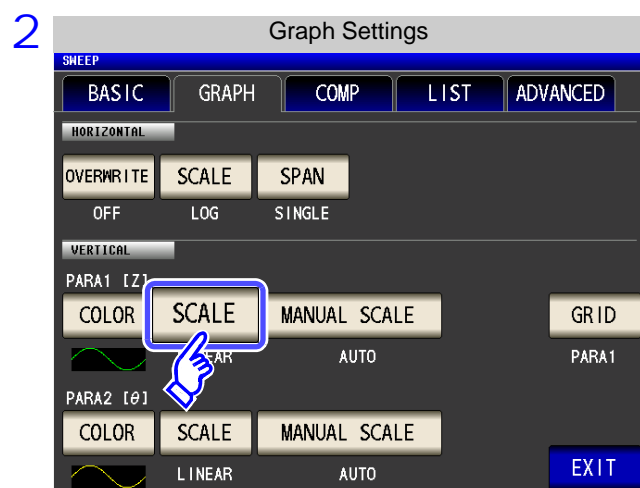 2 Graph Settings
SWEEP
BASIC GRAPH COMP LIST ADVANCED
HORIZONTAL
OVERWRITE SCALE SPAN
OFF LOG SINGLE
VERTICAL
PARA1 [Z]
COLOR SCALE MANUAL SCALE GRID
AUTO PARA1
PARA2 [θ]
COLOR SCALE MANUAL SCALE
LINEAR AUTO EXIT